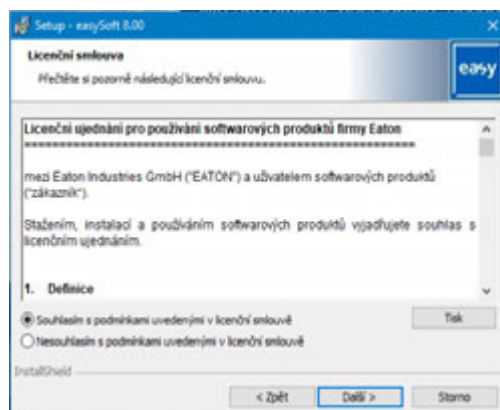 Setup - easySoft 8.00
Licenční smlouva
Přečtěte si pozorně následující licenční smlouvu.
easy
Licenční ujednání pro používání softwarových produktů firmy Eaton
==================================================================
mezi Eaton Industries GmbH ("EATON") a uživatelem softwarových produktů
("zákazník").
Stažením, instalací a používáním softwarových produktů vyjadřujete souhlas s
licenčním ujednáním.
1. Definice
Souhlasím s podmínkami uvedenými v licenční smlouvě
Tisk
Nesouhlasím s podmínkami uvedenými v licenční smlouvě
InstallShield
< Zpět
Další >
Storno